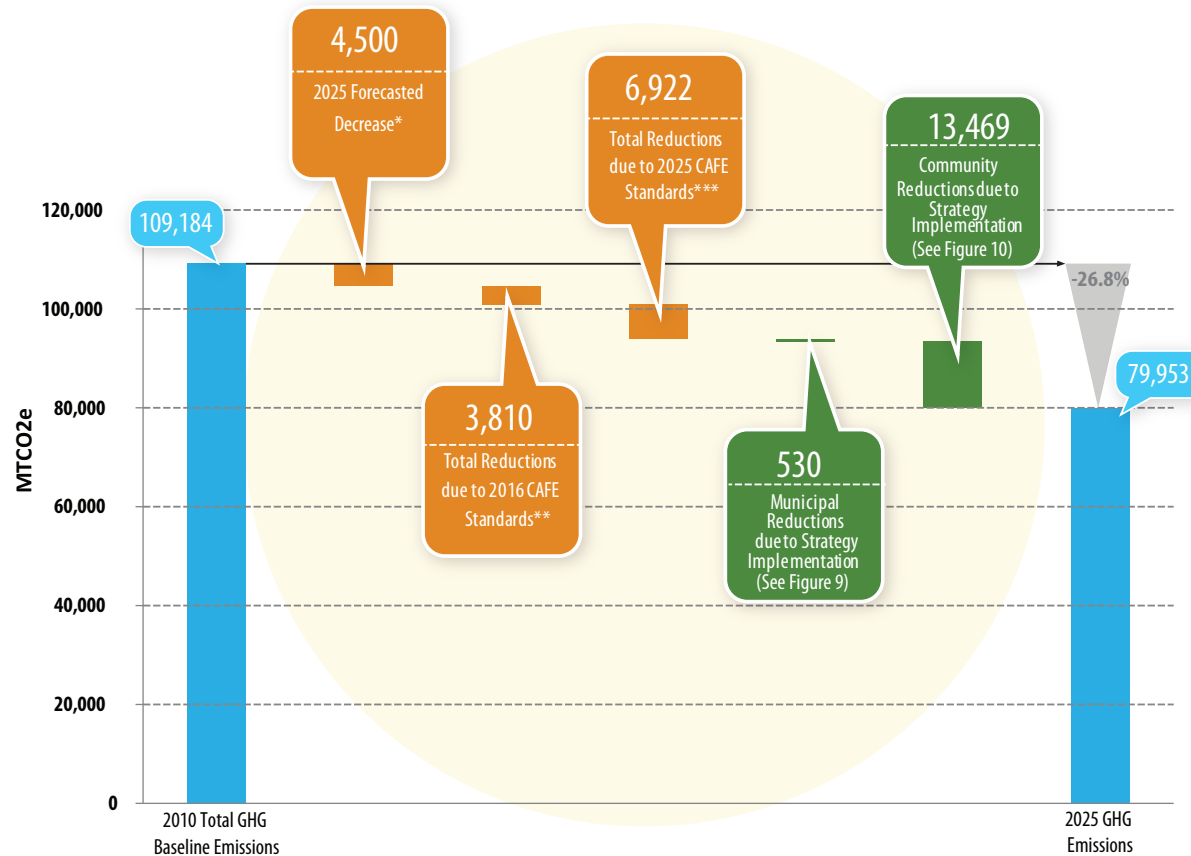 4,500
2025 Forecasted
Decrease*
6,922
Total Reductions
due to 2025 CAFE
Standards***
13,469
Community
Reductions due to
Strategy
Implementation
(See Figure 10)
120,000
109,184
100,000
-26.8%
79,953
80,000
3,810
Total Reductions
due to 2016 CAFE
Standards**
530
Municipal
Reductions
due to Strategy
Implementation
(See Figure 9)
MTCO2e
60,000
40,000
20,000
0
2010 Total GHG
Baseline Emissions
2025 GHG
Emissions